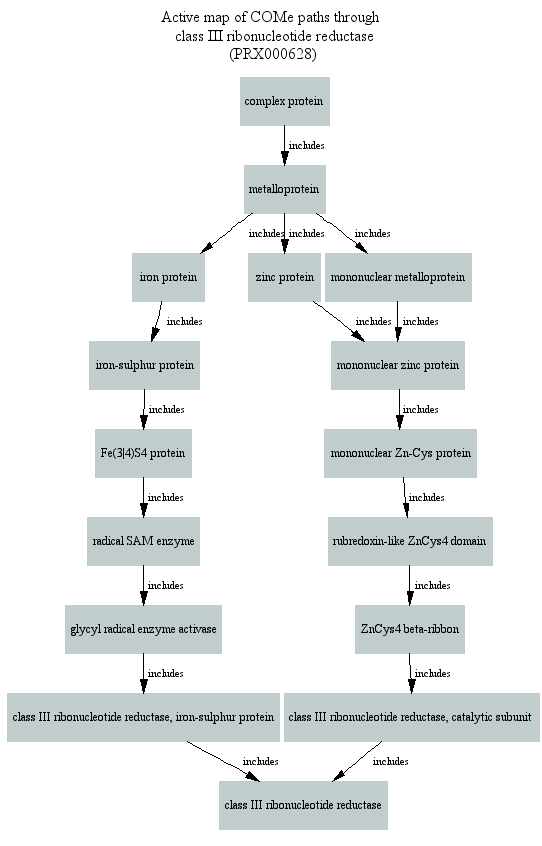 Active map of COMe paths through
class III ribonucleotide reductase
(PRX000628)
complex protein
includes
metalloprotein
includes includes includes
iron protein zinc protein mononuclear metalloprotein
includes includes includes
iron-sulphur protein mononuclear zinc protein
includes includes
Fe(3|4)S4 protein mononuclear Zn-Cys protein
includes includes
radical SAM enzyme rubredoxin-like ZnCys4 domain
includes includes
glycyl radical enzyme activase ZnCys4 beta-ribbon
includes includes
class III ribonucleotide reductase, iron-sulphur protein class III ribonucleotide reductase, catalytic subunit
includes includes
class III ribonucleotide reductase